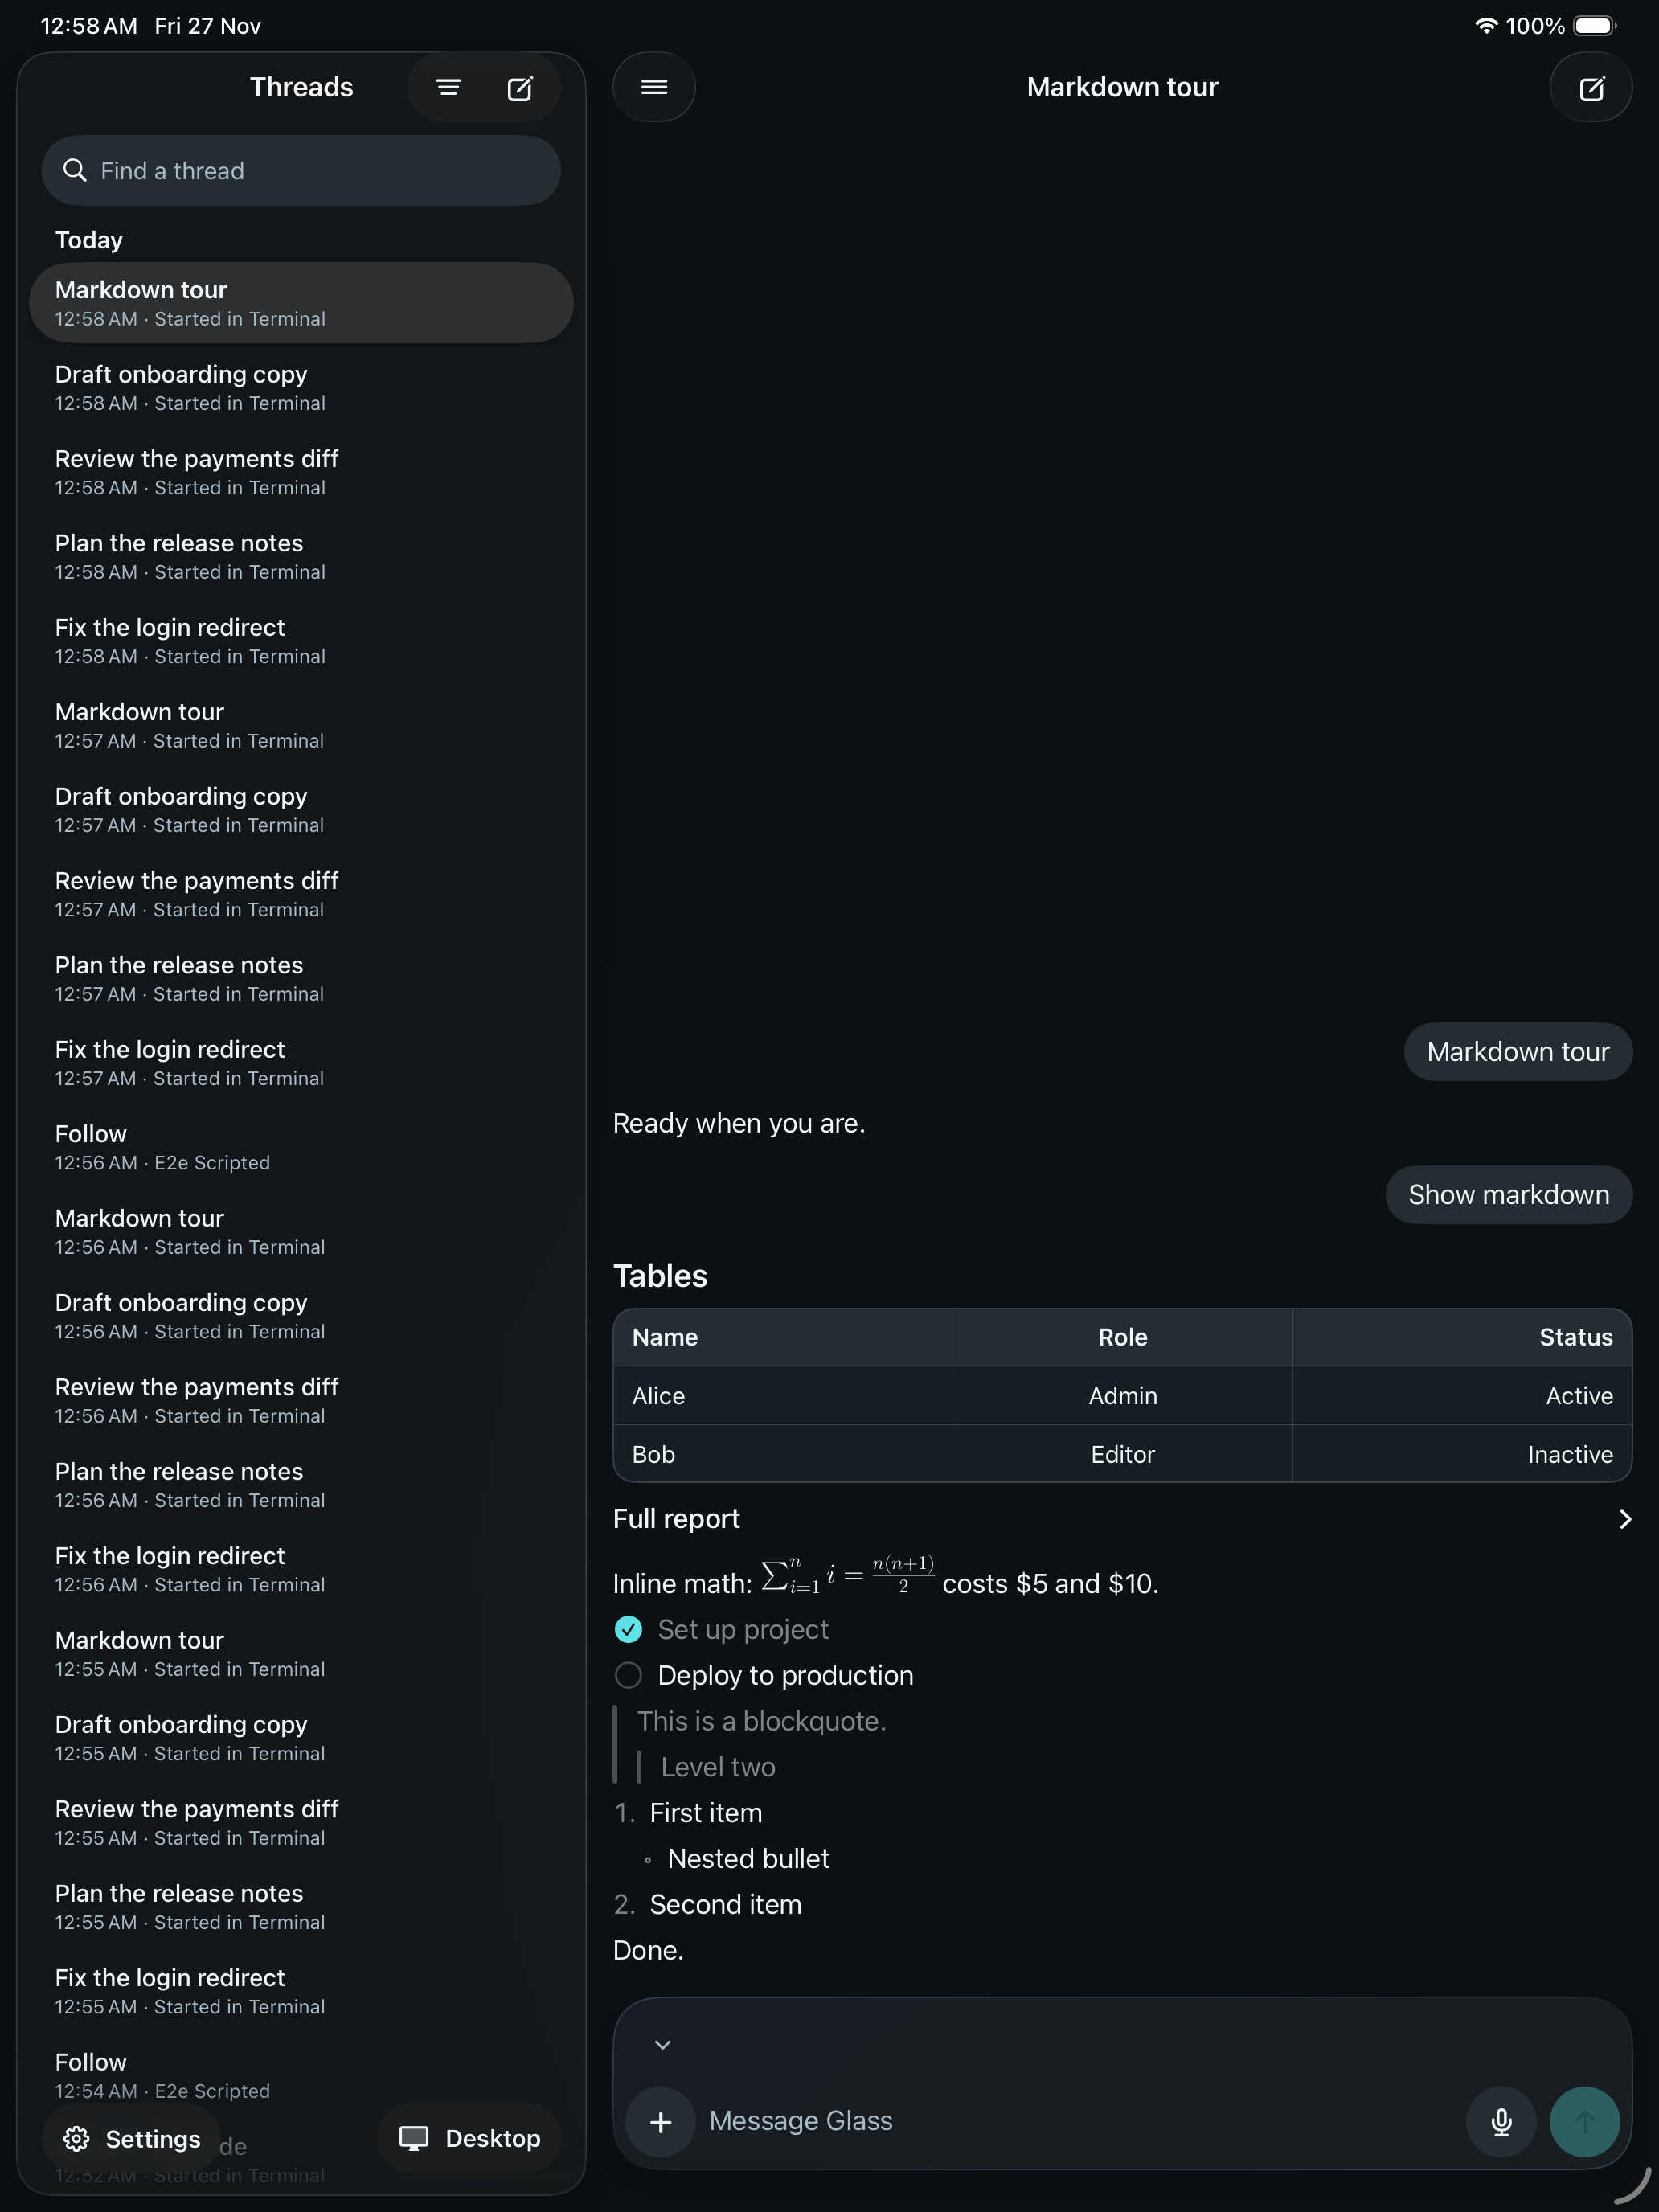 12:58 AM Fri 27 Nov
100%
Threads
Find a thread
Today
Markdown tour
12:58 AM · Started in Terminal
Draft onboarding copy
12:58 AM · Started in Terminal
Review the payments diff
12:58 AM · Started in Terminal
Plan the release notes
12:58 AM · Started in Terminal
Fix the login redirect
12:58 AM · Started in Terminal
Markdown tour
12:57 AM · Started in Terminal
Draft onboarding copy
12:57 AM · Started in Terminal
Review the payments diff
12:57 AM · Started in Terminal
Plan the release notes
12:57 AM · Started in Terminal
Fix the login redirect
12:57 AM · Started in Terminal
Follow
12:56 AM · E2e Scripted
Markdown tour
12:56 AM · Started in Terminal
Draft onboarding copy
12:56 AM · Started in Terminal
Review the payments diff
12:56 AM · Started in Terminal
Plan the release notes
12:56 AM · Started in Terminal
Fix the login redirect
12:56 AM · Started in Terminal
Markdown tour
12:55 AM · Started in Terminal
Draft onboarding copy
12:55 AM · Started in Terminal
Review the payments diff
12:55 AM · Started in Terminal
Plan the release notes
12:55 AM · Started in Terminal
Fix the login redirect
12:55 AM · Started in Terminal
Follow
12:54 AM · E2e Scripted
Settings
Desktop
12:52 AM · Started in Terminal
Markdown tour
Markdown tour
Ready when you are.
Show markdown
Tables
Name Role Status
Alice Admin Active
Bob Editor Inactive
Full report
Inline math: ∑ⁿᵢ₌₁ i = n(n+1)/2 costs $5 and $10.
Set up project
Deploy to production
This is a blockquote.
Level two
1. First item
◦ Nested bullet
2. Second item
Done.
Message Glass